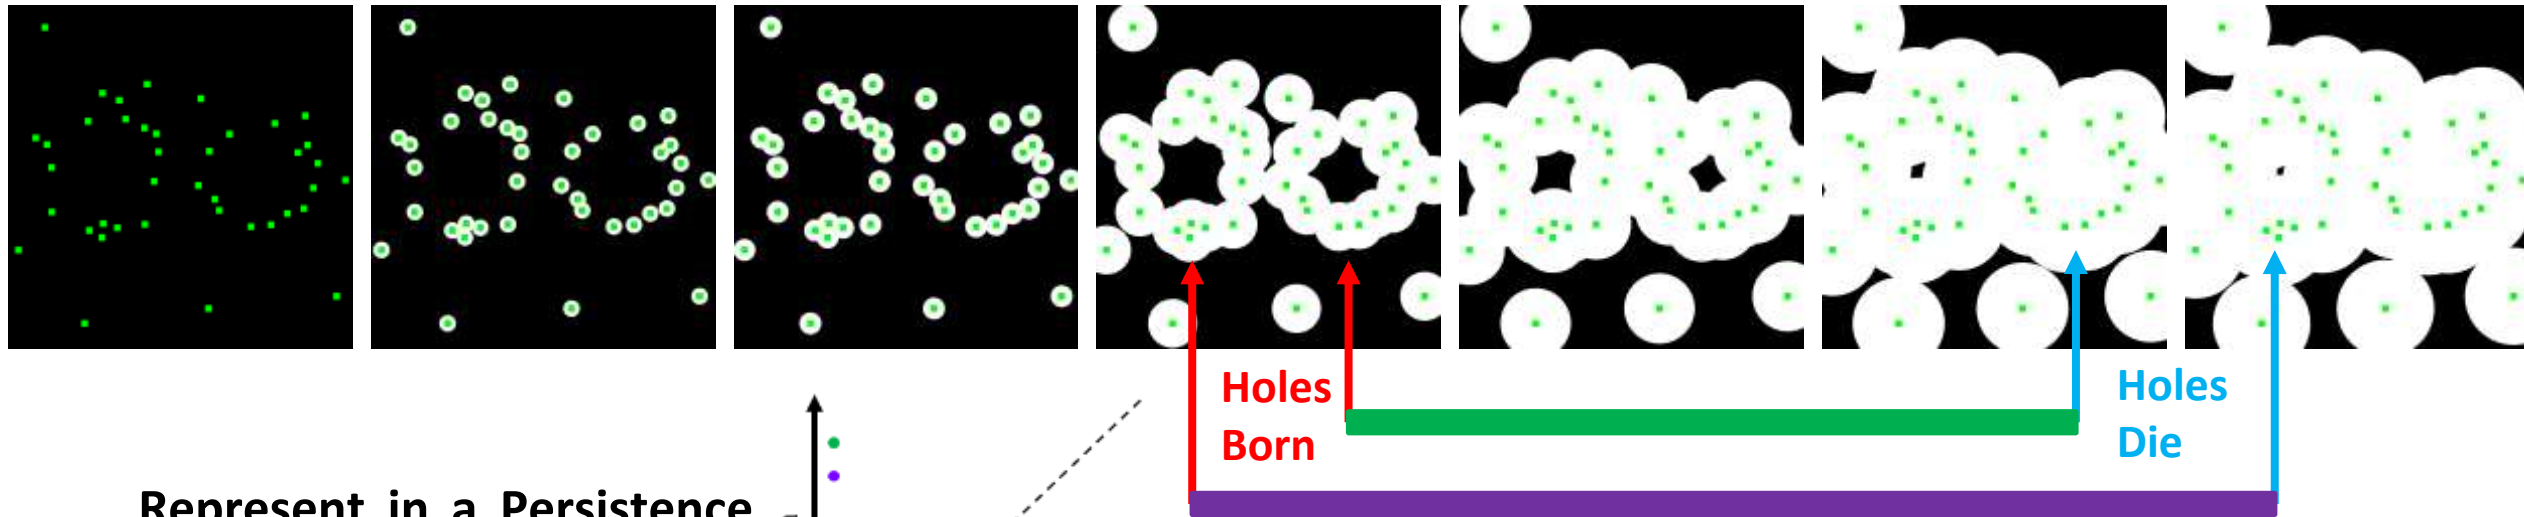 Holes
Born
Holes
Die
Represent in a Persistence